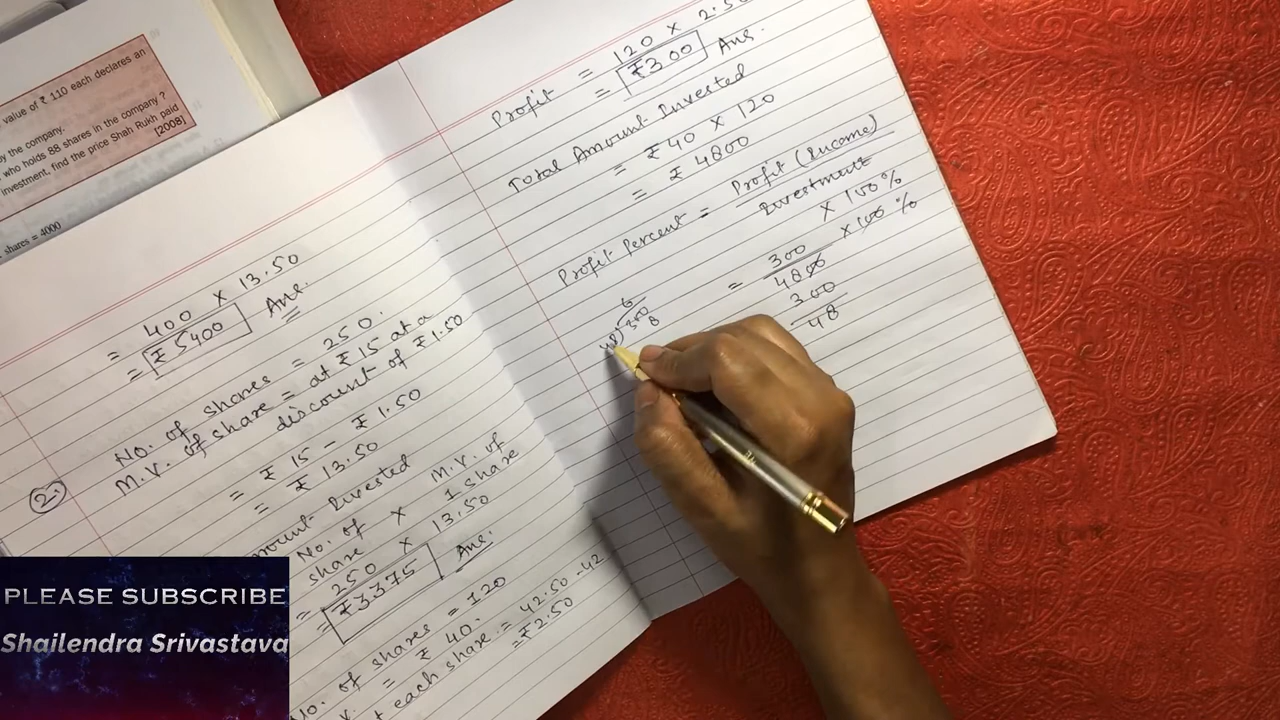 value of ₹ 110 each declares an
by the company.
who holds 88 shares in the company ?
investment, find the price Shah Rukh paid
[2008]
shares = 4000
= 400 × 13.50
= ₹5400 Ans.
2. No. of shares = 250.
M.V. of share = at ₹15 at a
discount of ₹1.50
= ₹ 15 - ₹ 1.50
= ₹ 13.50
Invested
No. of × M.V. of
share 1 share
= 250 × 13.50
= ₹3375 Ans.
No. of shares = 120
= ₹ 40.
each share = 42.50 -
= ₹2.50
Profit = 120 × 2.50
= ₹300 Ans.
Total Amount Invested
= ₹40 × 120
= ₹ 4800
Profit Percent = Profit (Income)
Investment
× 100%
= 300 × 100 %
4800
300
48
6
300
8
PLEASE SUBSCRIBE
Shailendra Srivastava